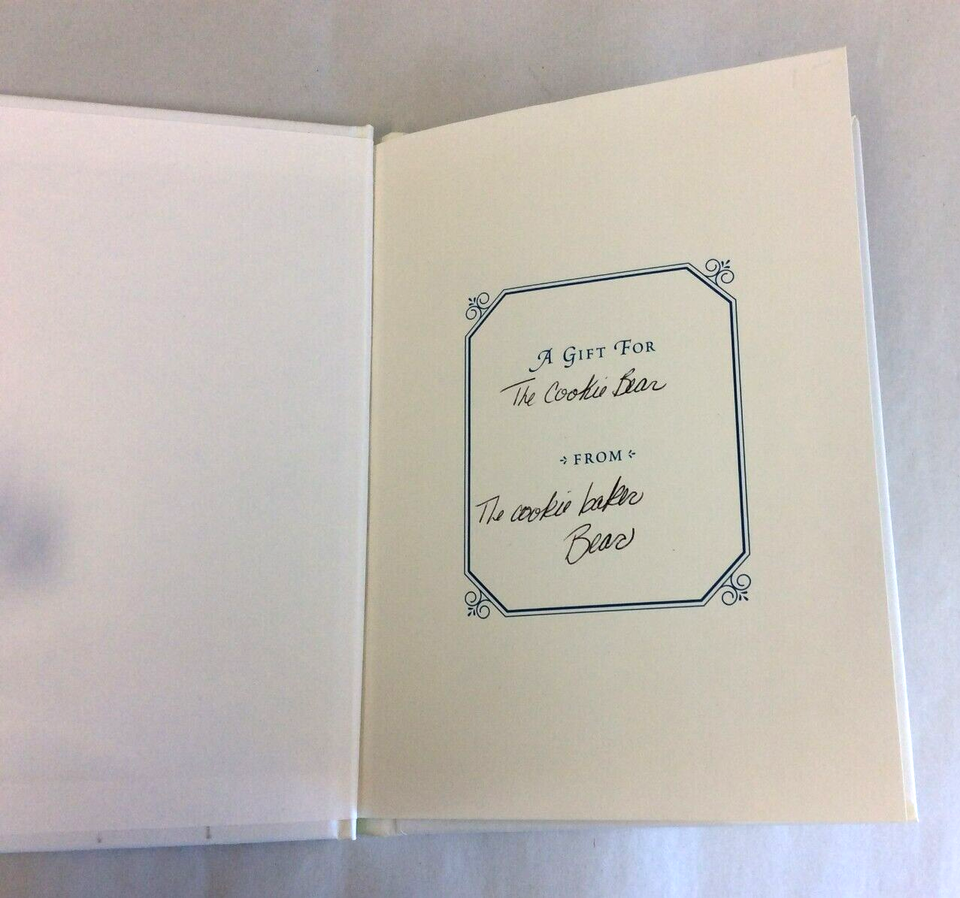 A Gift For
The Cookie Bear
FROM
The cookie baker
Bear